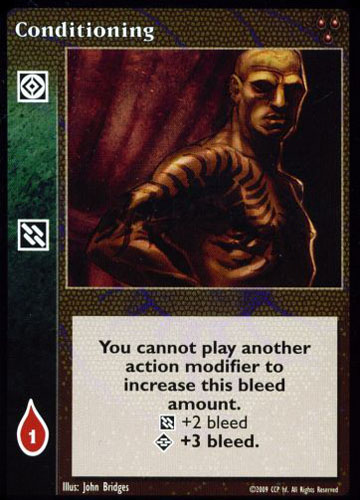 Conditioning
You cannot play another
action modifier to
increase this bleed
amount.
+2 bleed
+3 bleed.
1
Illus: John Bridges
©2009 CCP hf. All Rights Reserved